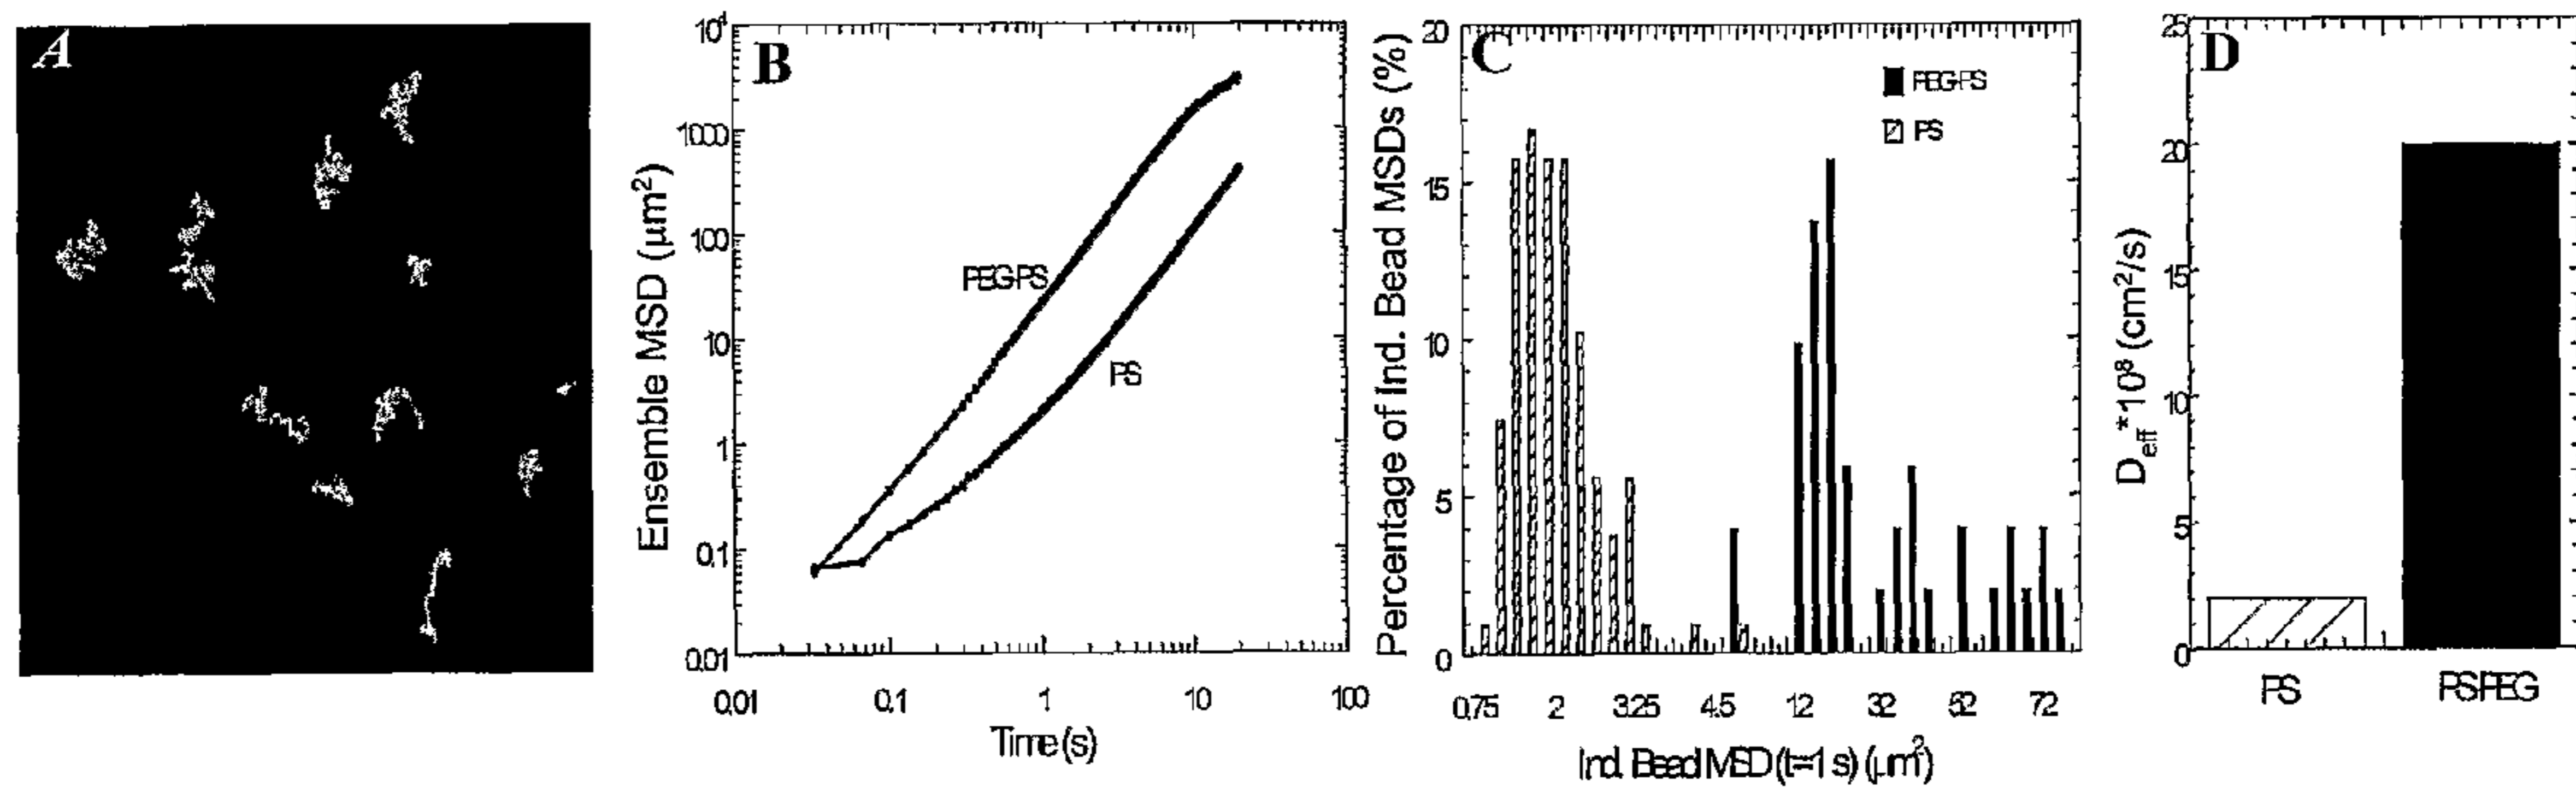 A
B
Ensemble MSD (μm²)
10⁴
1000
100
10
1
0.1
0.01
PEG-PS
PS
0.01 0.1 1 10 100
Time (s)
C
Percentage of Ind. Bead MSDs (%)
20
15
10
5
0
PEG-PS
PS
0.75 2 3.25 4.5 12 32 52 72
Ind. Bead MSD (t=1 s) (μm²)
D
D_eff*10⁸ (cm²/s)
25
20
15
10
5
0
PS PSPEG